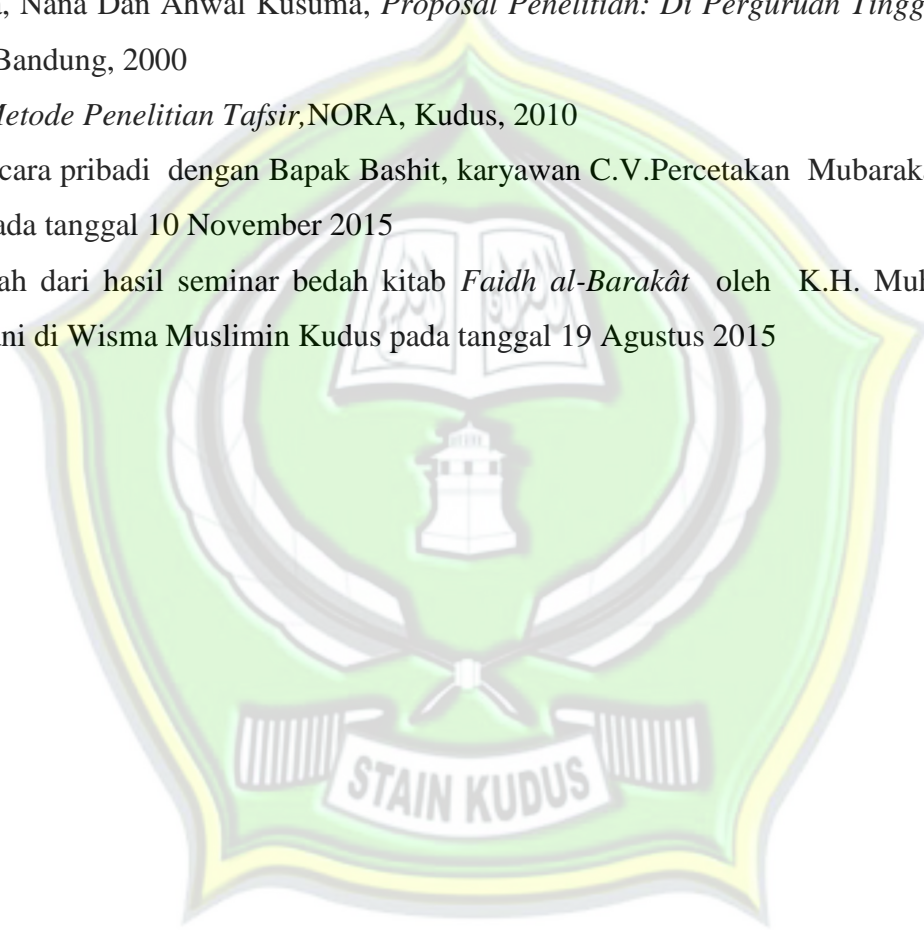 , Nana Dan Ahwal Kusuma, Proposal Penelitian: Di Perguruan Tingg
Bandung, 2000
Metode Penelitian Tafsir,NORA, Kudus, 2010
cara pribadi dengan Bapak Bashit, karyawan C.V.Percetakan Mubarak
ada tanggal 10 November 2015
ah dari hasil seminar bedah kitab Faidh al-Barakât oleh K.H. Mul
ani di Wisma Muslimin Kudus pada tanggal 19 Agustus 2015
STAIN KUDUS